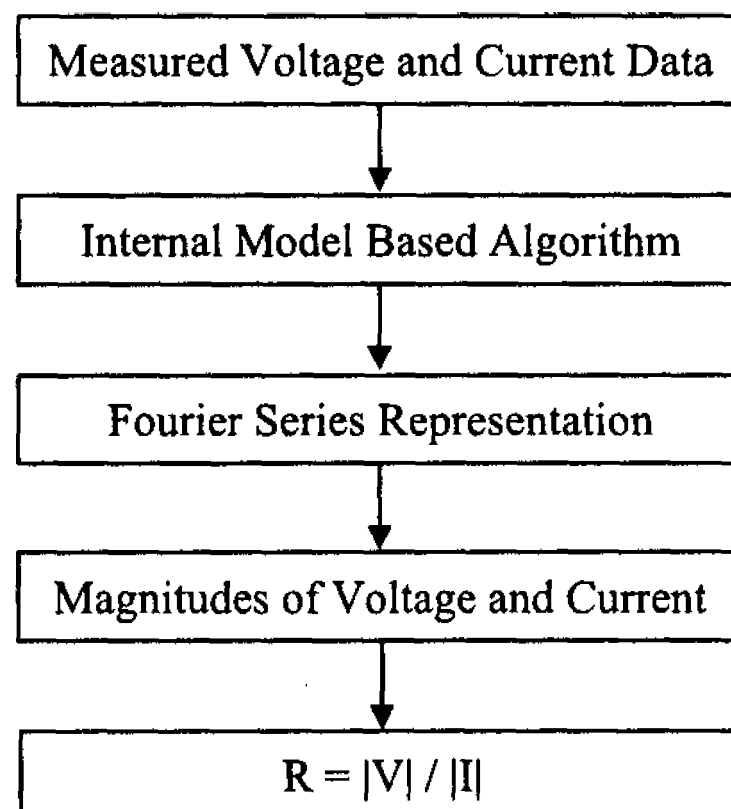 Measured Voltage and Current Data
Internal Model Based Algorithm
Fourier Series Representation
Magnitudes of Voltage and Current
R = |V| / |I|